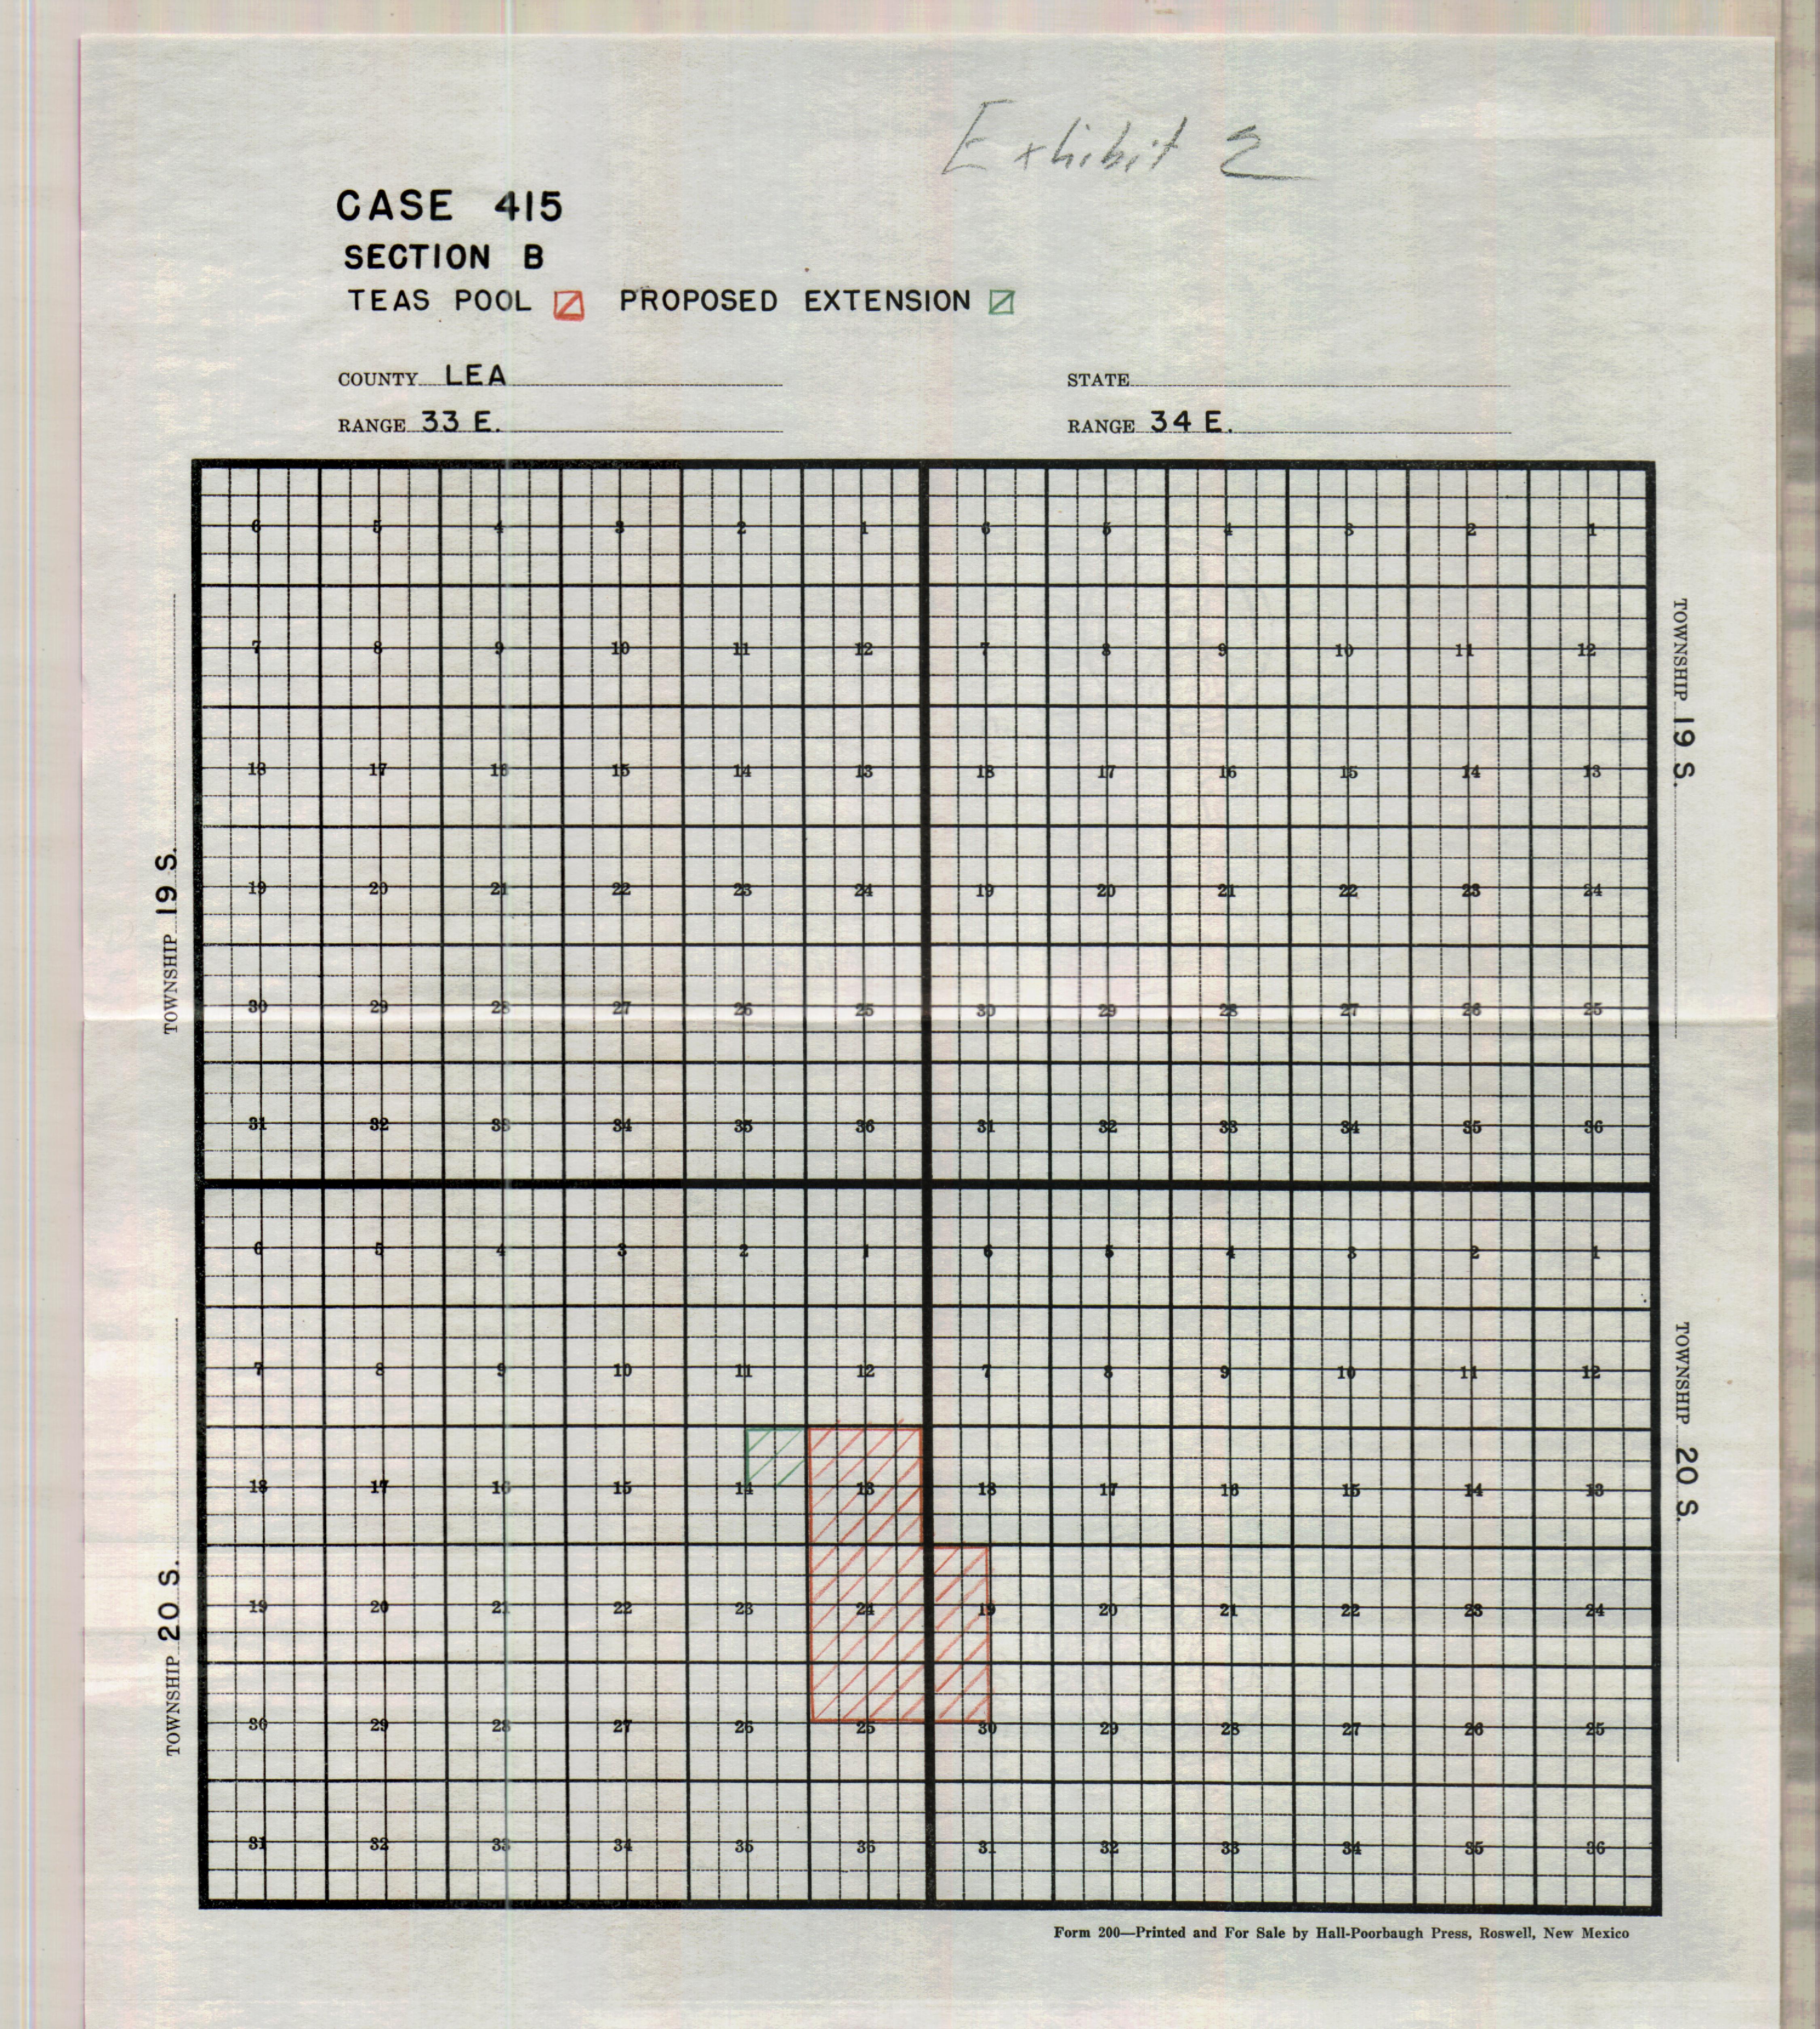 Exhibit 2
CASE 415
SECTION B
TEAS POOL PROPOSED EXTENSION
COUNTY LEA STATE
RANGE 33 E. RANGE 34 E.
6 5 4 3 2 1 6 5 4 3 2 1
7 8 9 10 11 12 7 8 9 10 11 12
18 17 16 15 14 13 18 17 16 15 14 13
19 20 21 22 23 24 19 20 21 22 23 24
30 29 28 27 26 25 30 29 28 27 26 25
31 32 33 34 35 36 31 32 33 34 35 36
TOWNSHIP 19 S.
TOWNSHIP 19 S.
6 5 4 3 2 1 6 5 4 3 2 1
7 8 9 10 11 12 7 8 9 10 11 12
18 17 16 15 14 13 18 17 16 15 14 13
19 20 21 22 23 24 19 20 21 22 23 24
30 29 28 27 26 25 30 29 28 27 26 25
31 32 33 34 35 36 31 32 33 34 35 36
TOWNSHIP 20 S.
TOWNSHIP 20 S.
Form 200—Printed and For Sale by Hall-Poorbaugh Press, Roswell, New Mexico